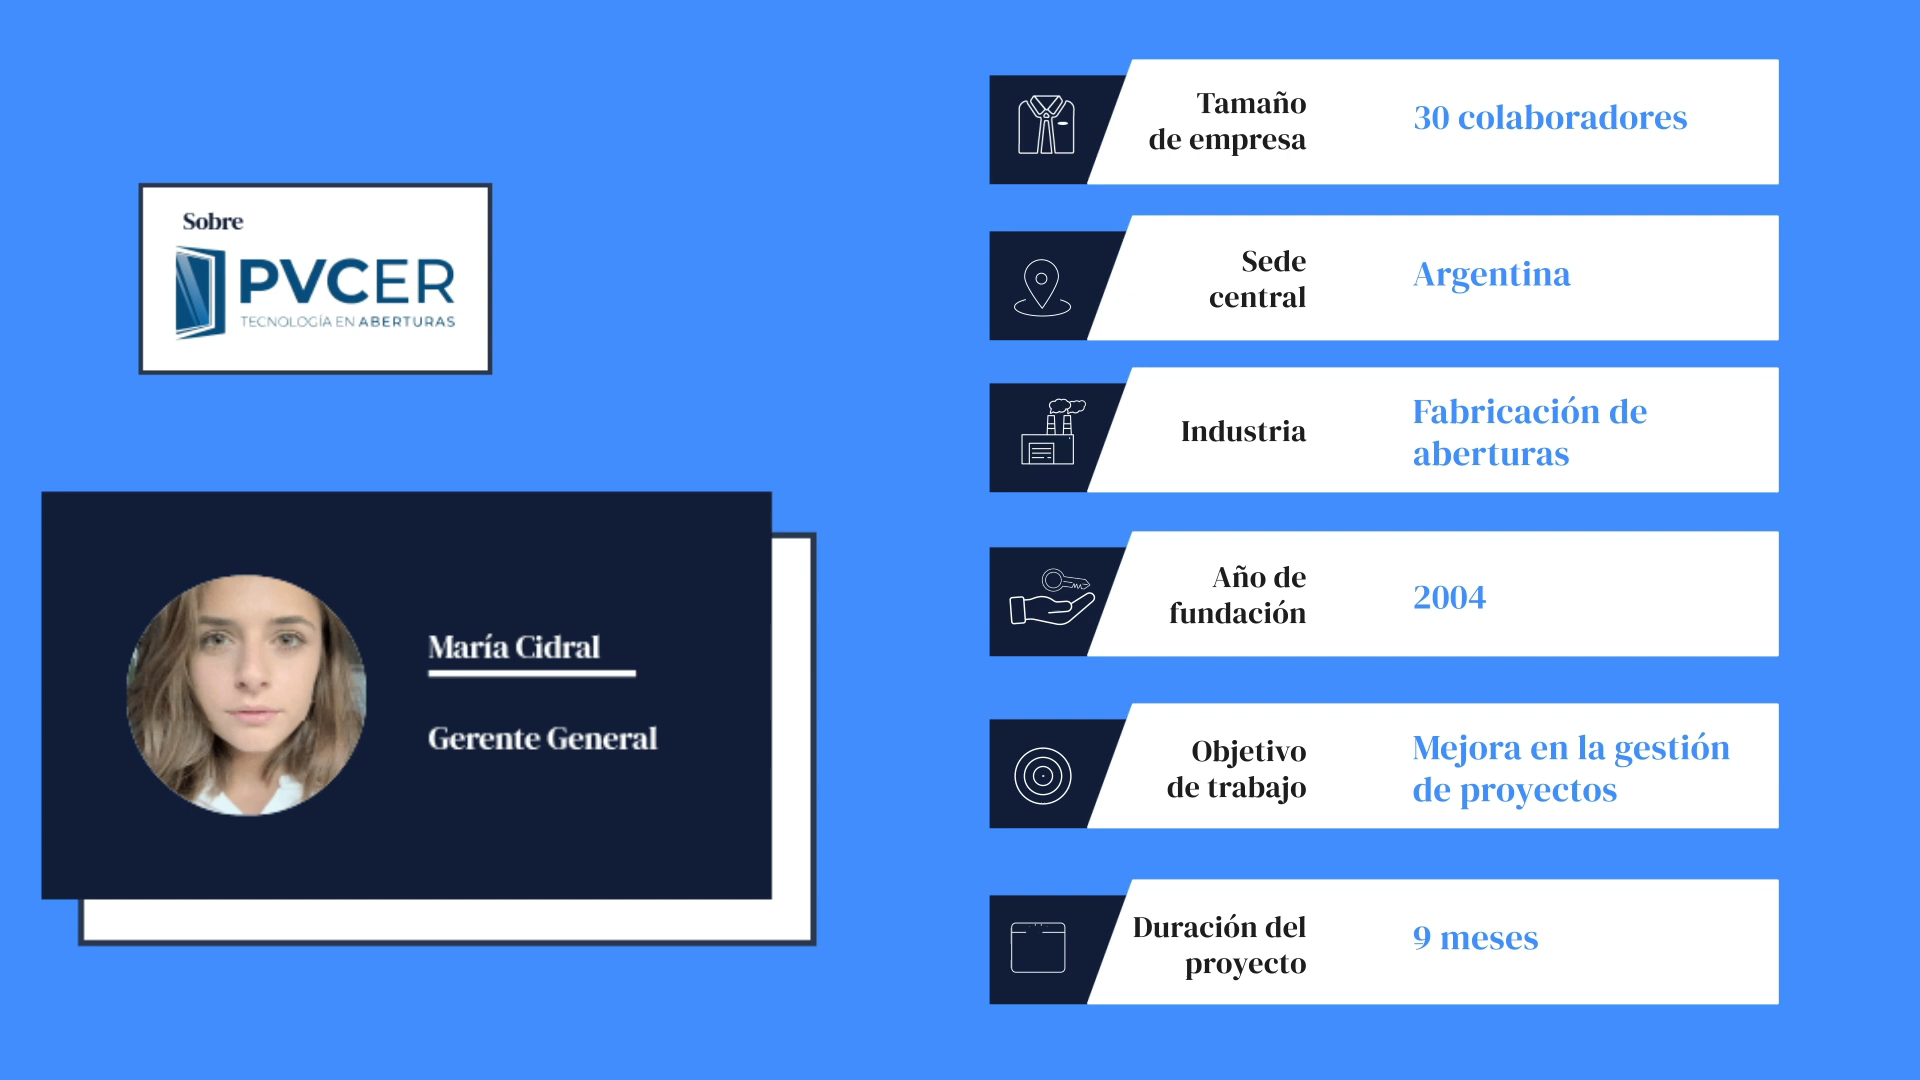 Sobre
PVCER
TECNOLOGÍA EN ABERTURAS
María Cidral
Gerente General
Tamaño
de empresa
30 colaboradores
Sede
central
Argentina
Industria
Fabricación de
aberturas
Año de
fundación
2004
Objetivo
de trabajo
Mejora en la gestión
de proyectos
Duración del
proyecto
9 meses